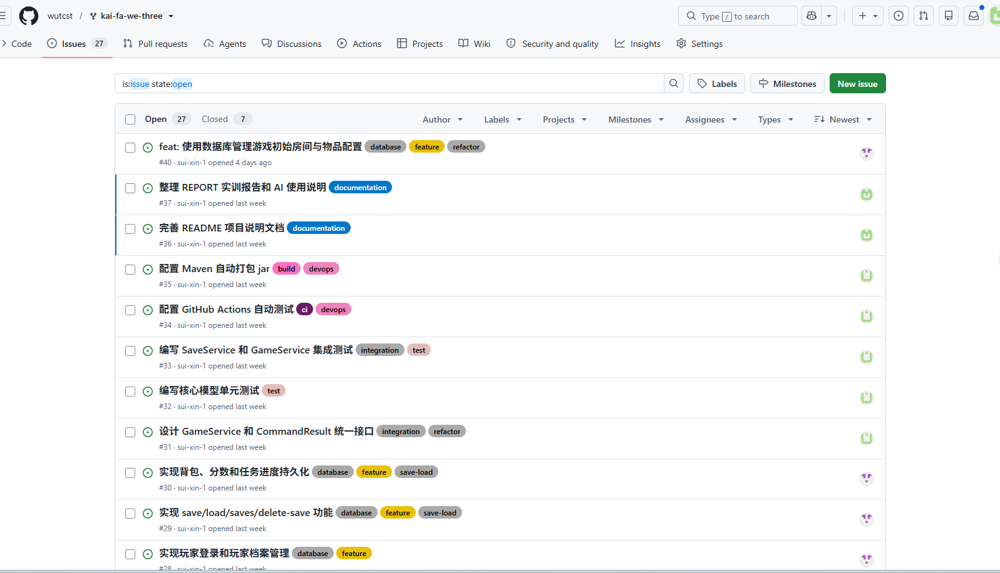 wutcst / kai-fa-we-three
Type / to search
Code Issues 27 Pull requests Agents Discussions Actions Projects Wiki Security and quality Insights Settings
is:issue state:open
Labels Milestones New issue
Open 27 Closed 7 Author Labels Projects Milestones Assignees Types Newest
feat: 使用数据库管理游戏初始房间与物品配置 database feature refactor
#40 · sui-xin-1 opened 4 days ago
整理 REPORT 实训报告和 AI 使用说明 documentation
#37 · sui-xin-1 opened last week
完善 README 项目说明文档 documentation
#36 · sui-xin-1 opened last week
配置 Maven 自动打包 jar build devops
#35 · sui-xin-1 opened last week
配置 GitHub Actions 自动测试 ci devops
#34 · sui-xin-1 opened last week
编写 SaveService 和 GameService 集成测试 integration test
#33 · sui-xin-1 opened last week
编写核心模型单元测试 test
#32 · sui-xin-1 opened last week
设计 GameService 和 CommandResult 统一接口 integration refactor
#31 · sui-xin-1 opened last week
实现背包、分数和任务进度持久化 database feature save-load
#30 · sui-xin-1 opened last week
实现 save/load/saves/delete-save 功能 database feature save-load
#29 · sui-xin-1 opened last week
实现玩家登录和玩家档案管理 database feature
#28 · sui-xin-1 opened last week